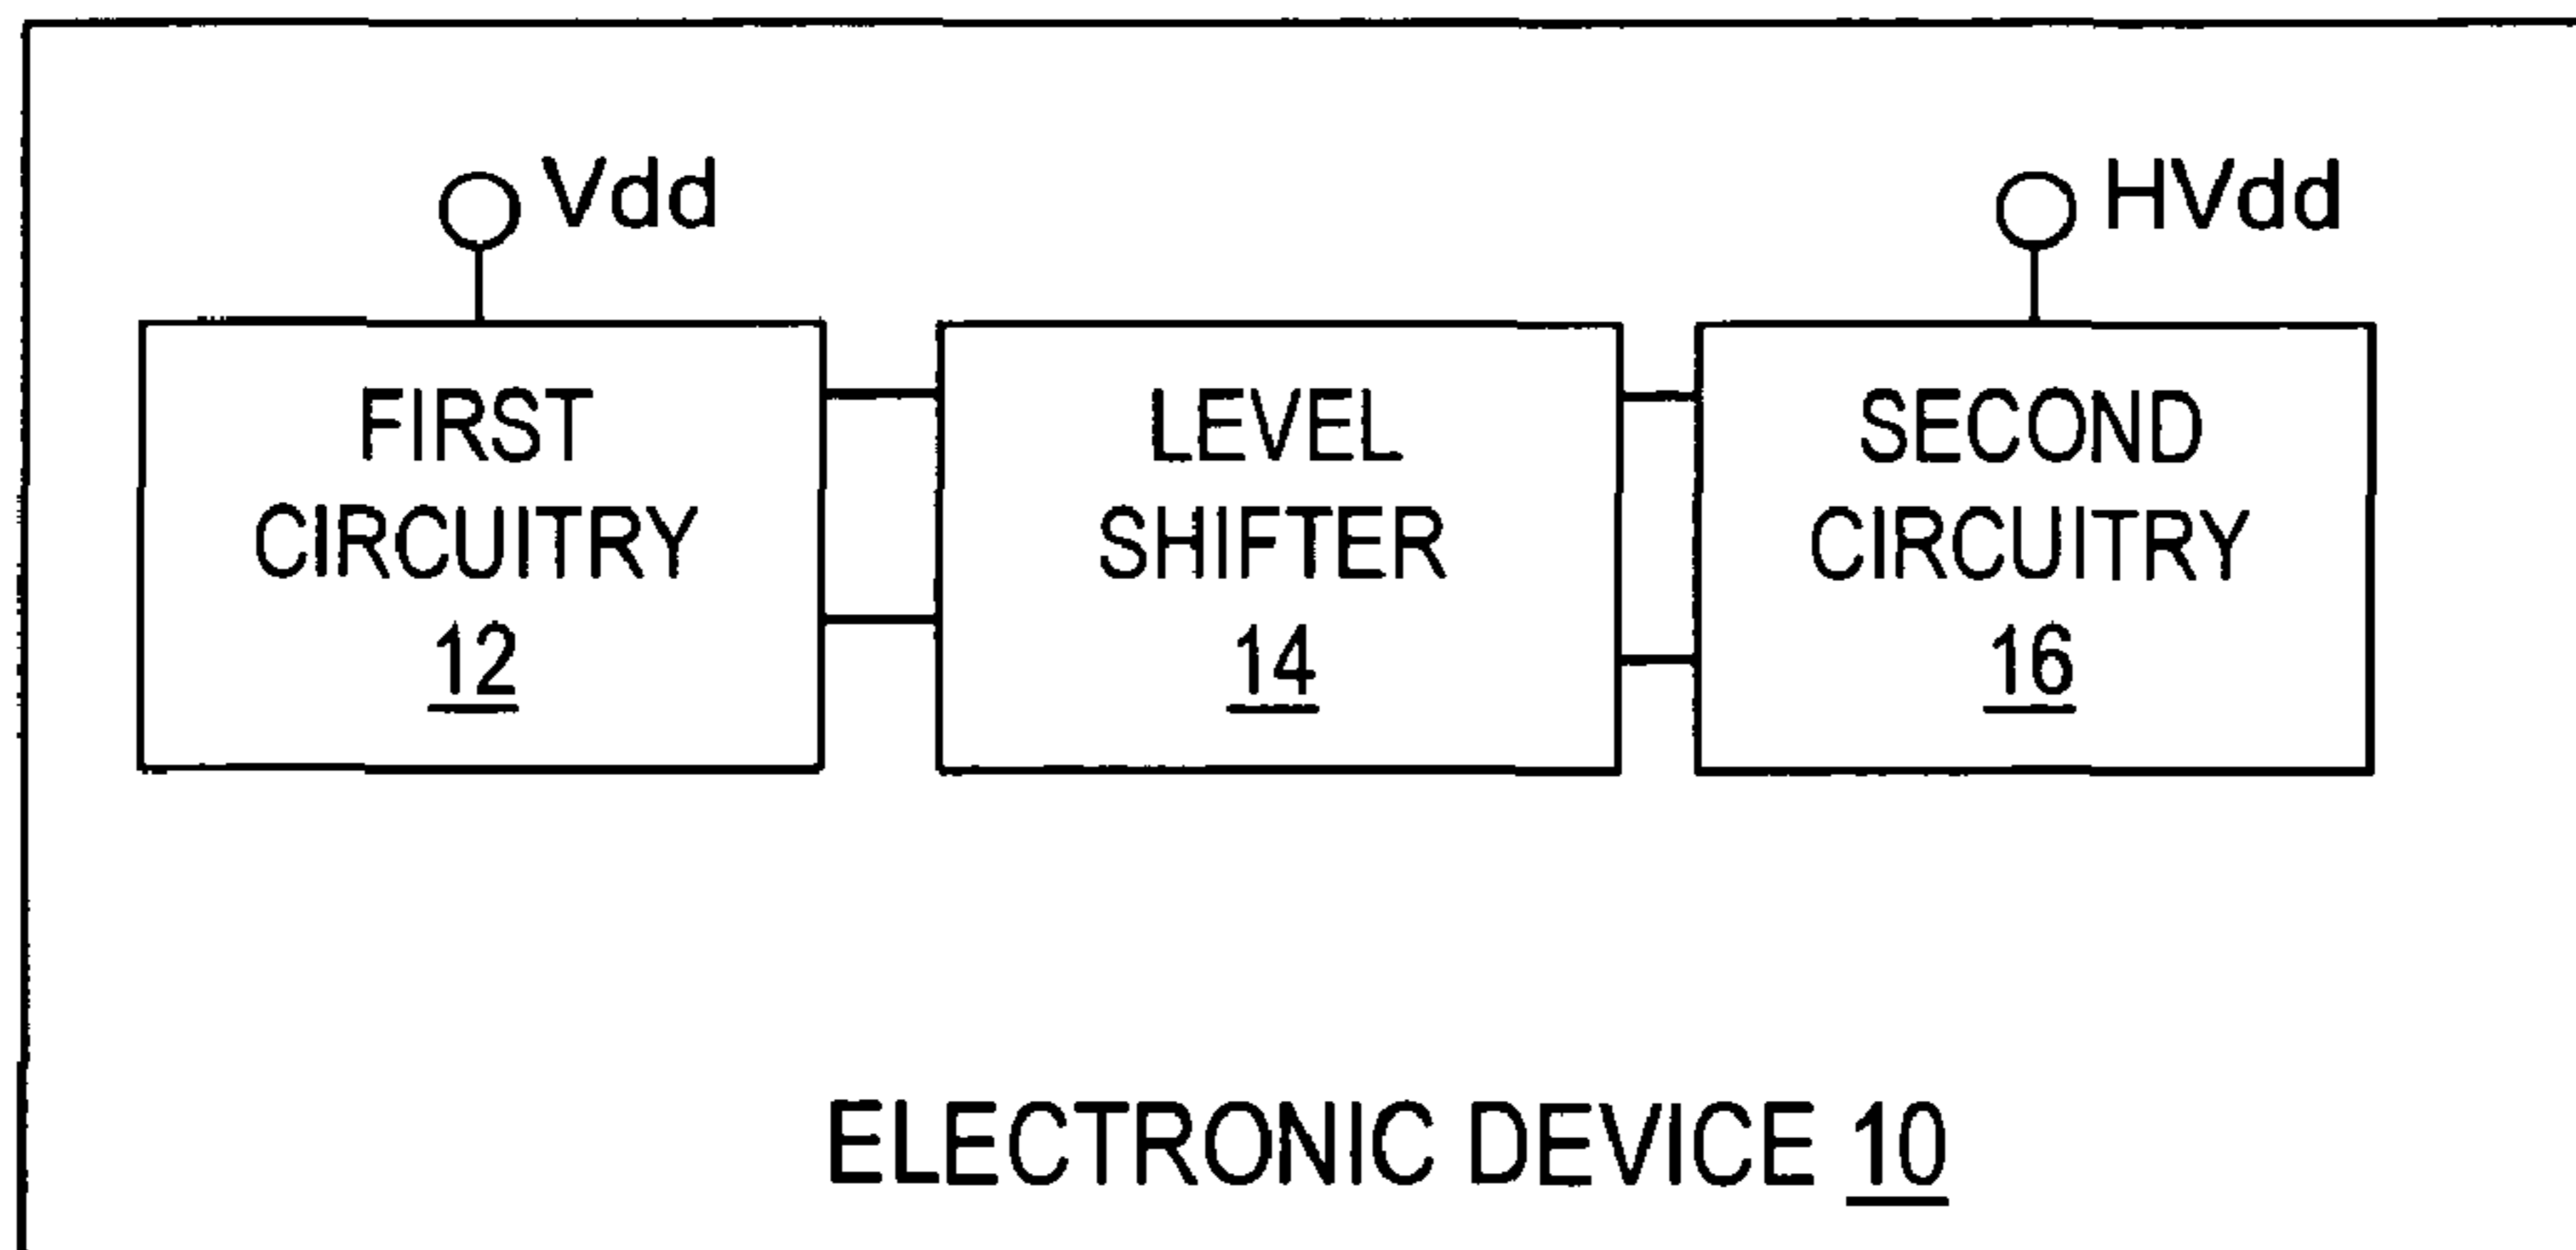 Vdd
HVdd
FIRST
CIRCUITRY
12
LEVEL
SHIFTER
14
SECOND
CIRCUITRY
16
ELECTRONIC DEVICE 10